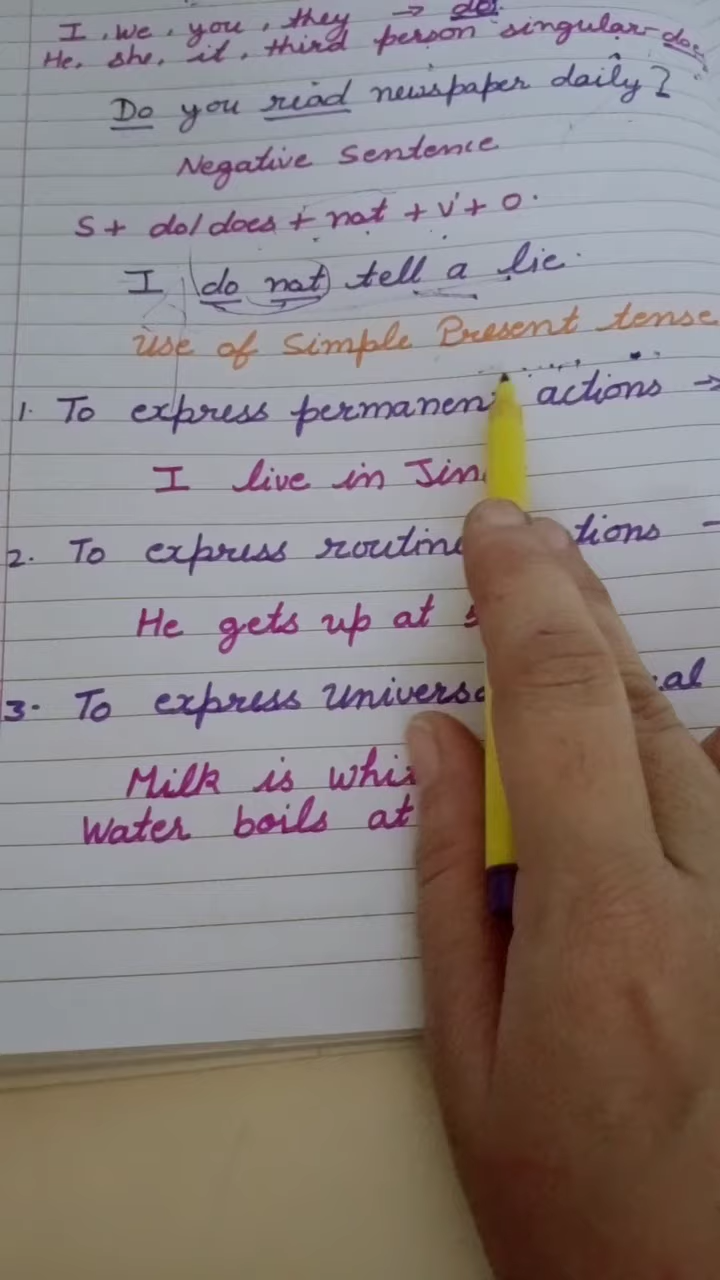 I, we, you, they → do.
He, she, it, third person singular-does
Do you read newspaper daily?
Negative Sentence
S + do/does + not + V' + O.
I do not tell a lie.
Use of Simple Present tense
1. To express permanent actions →
I live in
2. To express routine
He gets up at
3. To express
Milk is
Water boils at